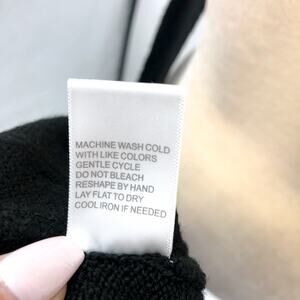 MACHINE WASH COLD
WITH LIKE COLORS
GENTLE CYCLE
DO NOT BLEACH
RESHAPE BY HAND
LAY FLAT TO DRY
COOL IRON IF NEEDED